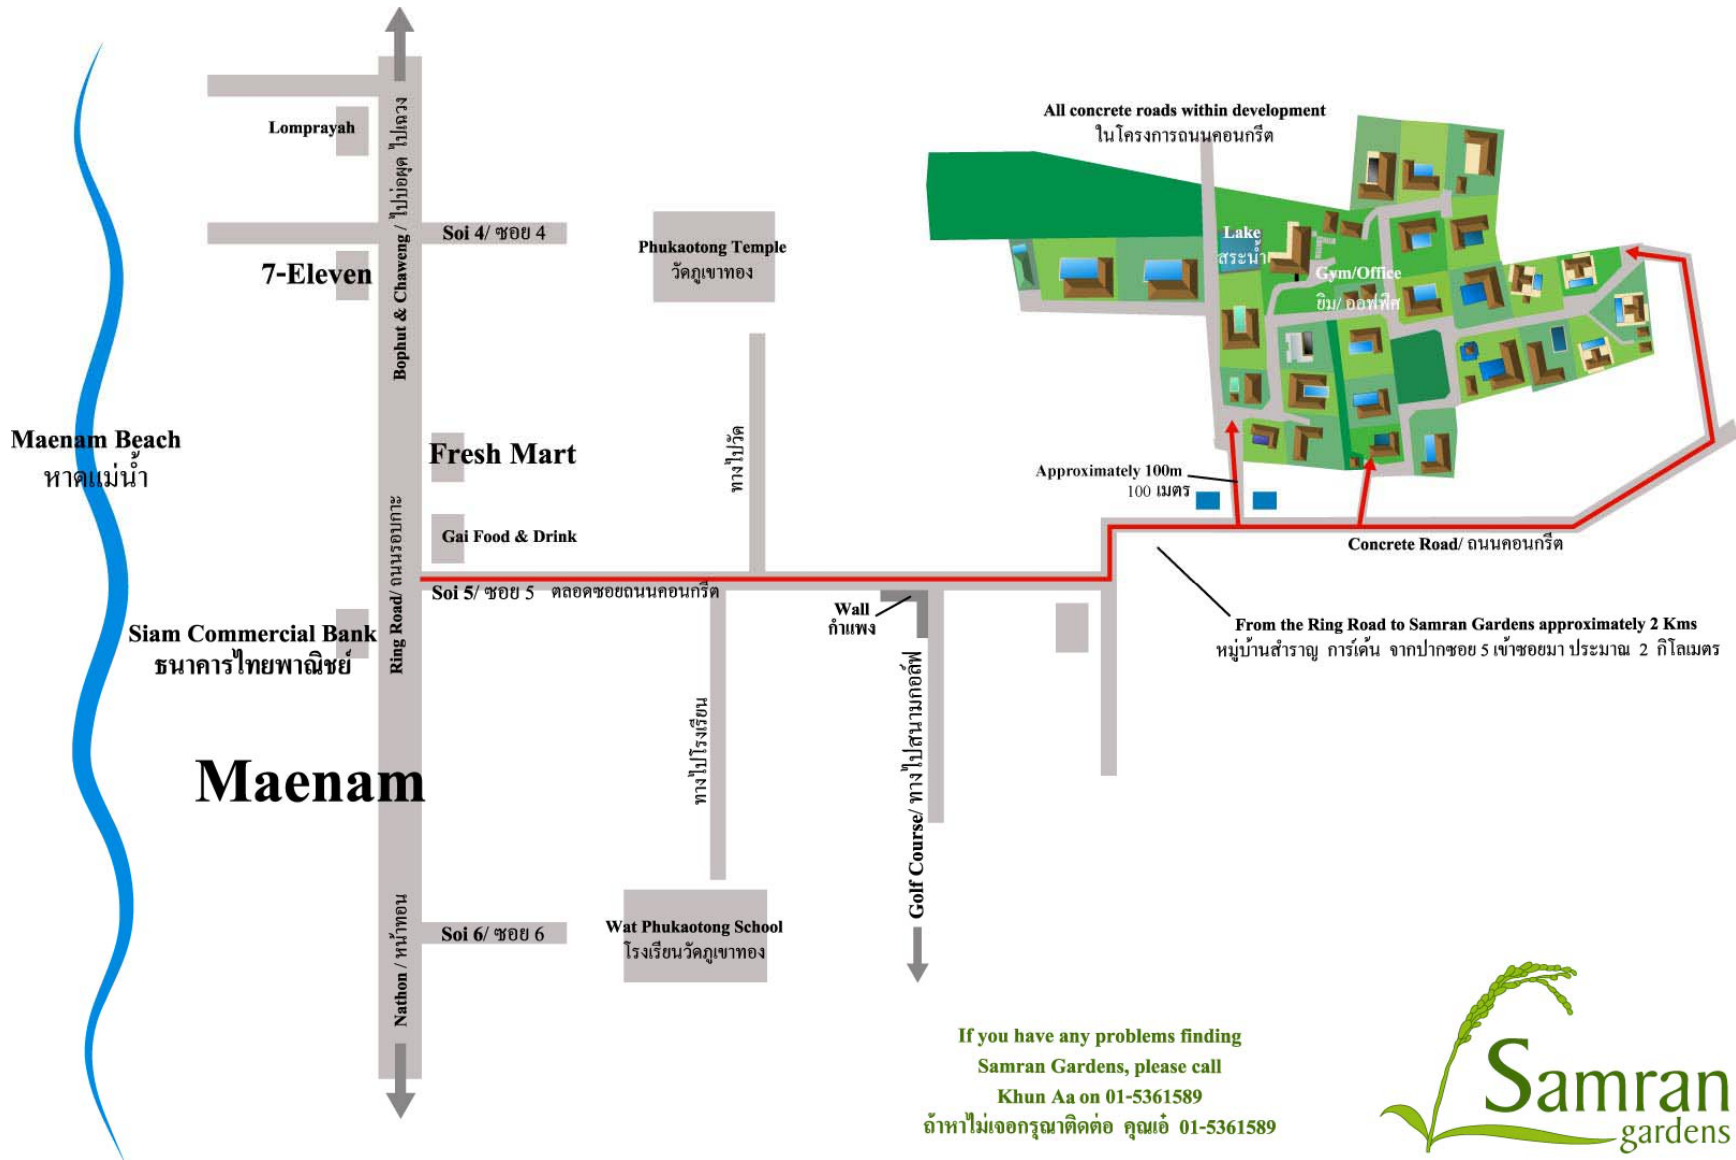 Lomprayah
Bophut & Chaweng / ไปบ่อผุด ไปเฉวง
Soi 4/ ซอย 4
7-Eleven
Phukaotong Temple
วัดภูเขาทอง
All concrete roads within development
ในโครงการถนนคอนกรีต
Lake
สระน้ำ
Gym/Office
ยิม/ ออฟฟิศ
Maenam Beach
หาดแม่น้ำ
Fresh Mart
ทางไปวัด
Approximately 100m
100 เมตร
Gai Food & Drink
Ring Road/ ถนนรอบเกาะ
Concrete Road/ ถนนคอนกรีต
Soi 5/ ซอย 5 ตลอดซอยถนนคอนกรีต
Wall
กำแพง
Siam Commercial Bank
ธนาคารไทยพาณิชย์
From the Ring Road to Samran Gardens approximately 2 Kms
หมู่บ้านสำราญ การ์เด้น จากปากซอย 5 เข้าซอยมา ประมาณ 2 กิโลเมตร
Maenam
ทางไปโรงเรียน
Golf Course/ ทางไปสนามกอล์ฟ
Nathon / หน้าทอน
Soi 6/ ซอย 6
Wat Phukaotong School
โรงเรียนวัดภูเขาทอง
If you have any problems finding
Samran Gardens, please call
Khun Aa on 01-5361589
ถ้าหาไม่เจอกรุณาติดต่อ คุณเอ๋ 01-5361589
Samran
gardens